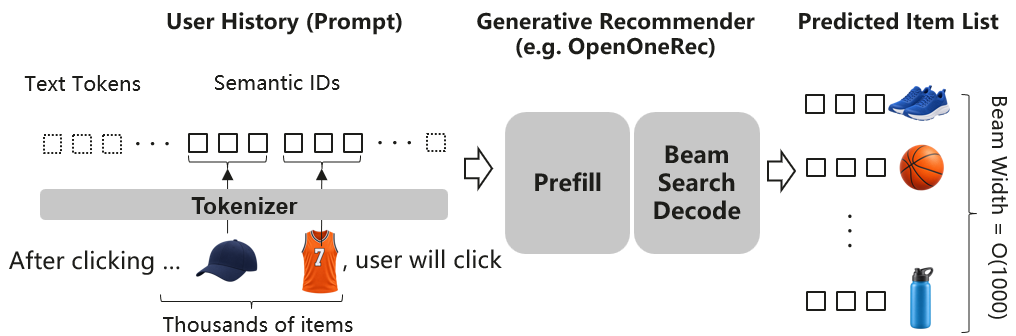 User History (Prompt)
Generative Recommender
(e.g. OpenOneRec)
Predicted Item List
Text Tokens
Semantic IDs
Tokenizer
After clicking ...
7
, user will click
Thousands of items
Prefill
Beam
Search
Decode
Beam Width = O(1000)